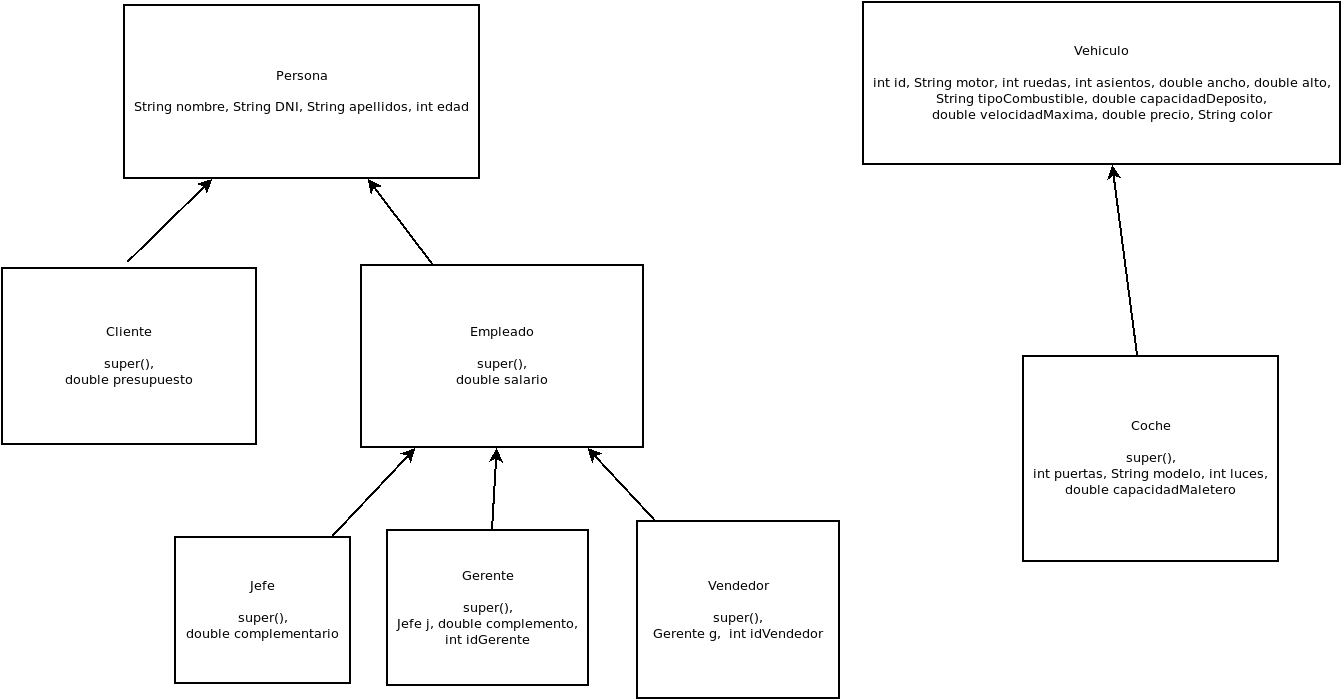 Persona
String nombre, String DNI, String apellidos, int edad
Vehiculo
int id, String motor, int ruedas, int asientos, double ancho, double alto,
String tipoCombustible, double capacidadDeposito,
double velocidadMaxima, double precio, String color
Cliente
super(),
double presupuesto
Empleado
super(),
double salario
Coche
super(),
int puertas, String modelo, int luces,
double capacidadMaletero
Jefe
super(),
double complementario
Gerente
super(),
Jefe j, double complemento,
int idGerente
Vendedor
super(),
Gerente g,  int idVendedor